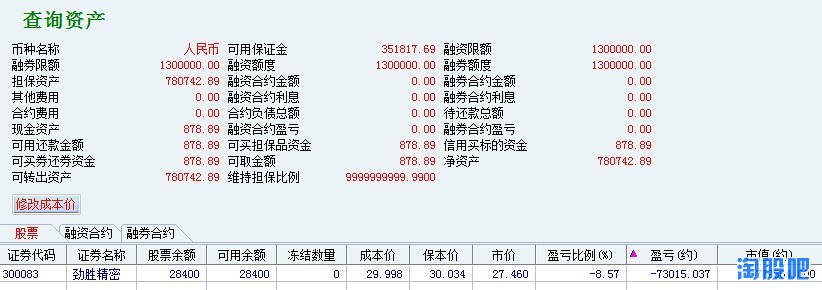 查询资产
币种名称 人民币 可用保证金 351817.69 融资限额 1300000.00
融券限额 1300000.00 融资额度 1300000.00 融券额度 1300000.00
担保资产 780742.89 融资合约金额 0.00 融券合约金额 0.00
其他费用 0.00 融资合约利息 0.00 融券合约利息 0.00
合约费用 0.00 合约负债总额 0.00 待还款总额 0.00
现金资产 878.89 融资合约盈亏 0.00 融券合约盈亏 0.00
可用还款金额 878.89 可买担保品资金 878.89 信用买标的资金 878.89
可买券还券资金 878.89 可取金额 878.89 净资产 780742.89
可转出资产 780742.89 维持担保比例 9999999999.9900
修改成本价
股票 融资合约 融券合约
证券代码 证券名称 股票余额 可用余额 冻结数量 成本价 保本价 市价 盈亏比例(%) 盈亏(约) 市值(约)
300083 劲胜精密 28400 28400 0 29.998 30.034 27.460 -8.57 -73015.037
淘股吧